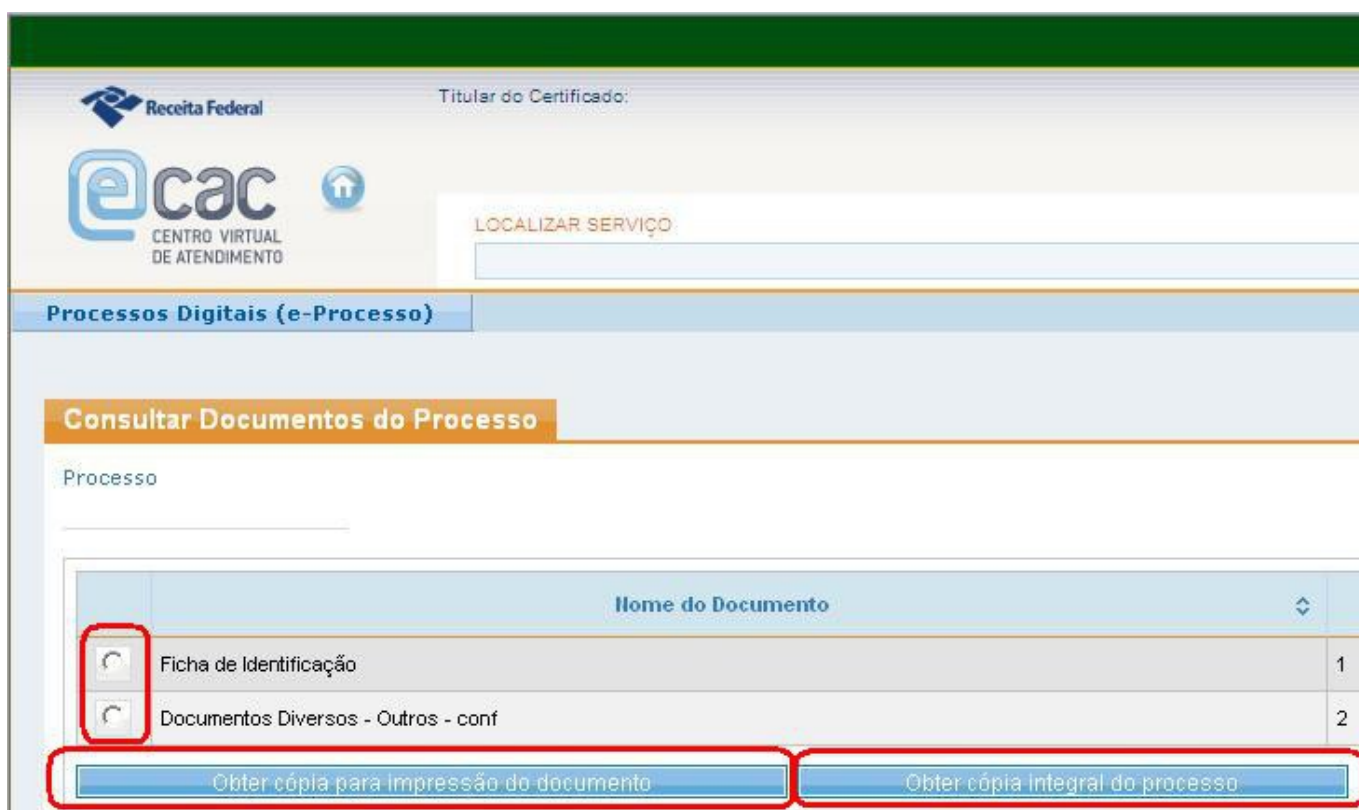 Receita Federal
Titular do Certificado:
e cac
CENTRO VIRTUAL
DE ATENDIMENTO
LOCALIZAR SERVIÇO
Processos Digitais (e-Processo)
Consultar Documentos do Processo
Processo
Nome do Documento
Ficha de Identificação 1
Documentos Diversos - Outros - conf 2
Obter cópia para impressão do documento Obter cópia integral do processo